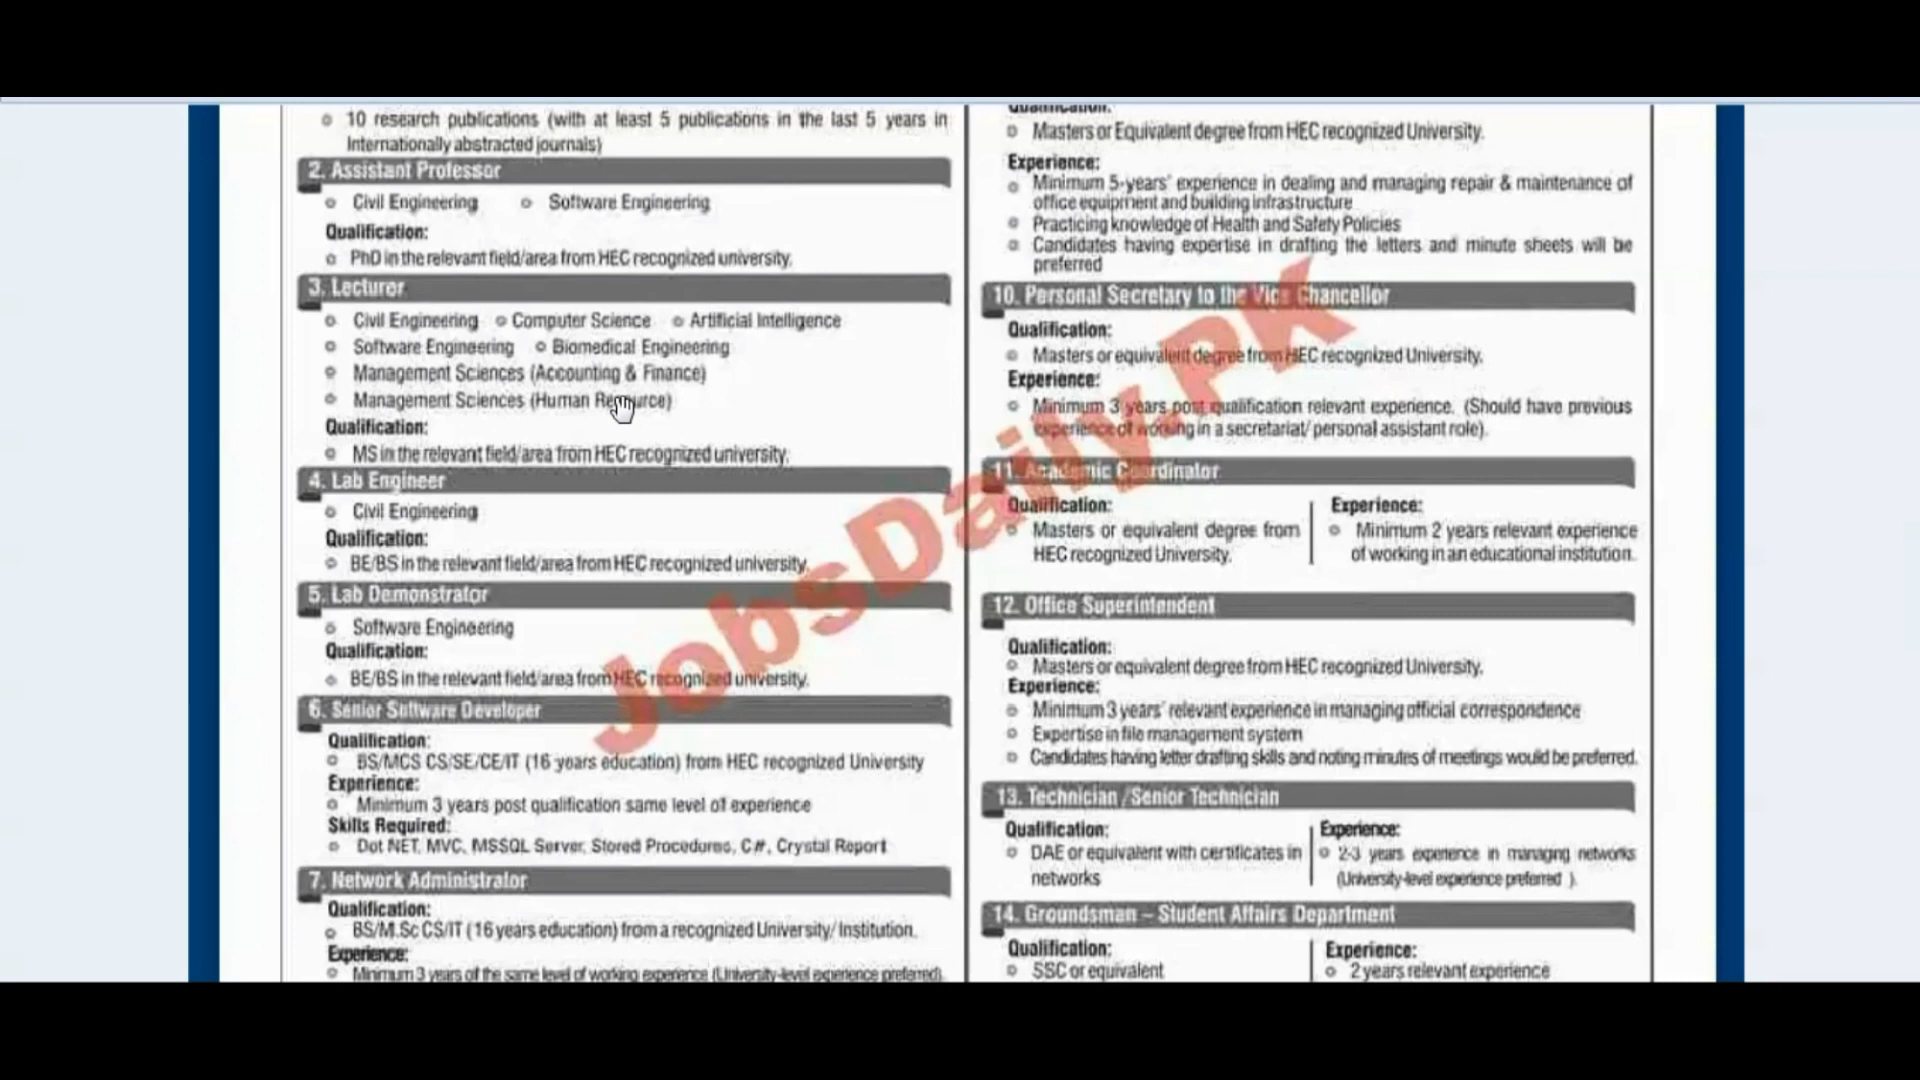 o 10 research publications (with at least 5 publications in the last 5 years in
Internationally abstracted journals)
2. Assistant Professor
o Civil Engineering o Software Engineering
Qualification:
o PhD in the relevant field/area from HEC recognized university.
3. Lecturer
o Civil Engineering o Computer Science o Artificial Intelligence
o Software Engineering o Biomedical Engineering
o Management Sciences (Accounting & Finance)
o Management Sciences (Human Resource)
Qualification:
o MS in the relevant field/area from HEC recognized university.
4. Lab Engineer
o Civil Engineering
Qualification:
o BE/BS in the relevant field/area from HEC recognized university.
5. Lab Demonstrator
o Software Engineering
Qualification:
o BE/BS in the relevant field/area from HEC recognized university.
6. Senior Software Developer
Qualification:
o BS/MCS CS/SE/CE/IT (16 years education) from HEC recognized University
Experience:
o Minimum 3 years post qualification same level of experience
Skills Required:
o Dot NET, MVC, MSSQL Server, Stored Procedures, C#, Crystal Report
7. Network Administrator
Qualification:
o BS/M.Sc CS/IT (16 years education) from a recognized University/Institution.
Experience:
o Minimum 3 years of the same level of working experience (University-level experience preferred).
Qualification:
o Masters or Equivalent degree from HEC recognized University.
Experience:
o Minimum 5-years' experience in dealing and managing repair & maintenance of
office equipment and building infrastructure
o Practicing knowledge of Health and Safety Policies
o Candidates having expertise in drafting the letters and minute sheets will be
preferred
10. Personal Secretary to the Vice Chancellor
Qualification:
o Masters or equivalent degree from HEC recognized University.
Experience:
o Minimum 3 years post qualification relevant experience. (Should have previous
experience of working in a secretariat/ personal assistant role).
11. Academic Coordinator
Qualification:
o Masters or equivalent degree from
HEC recognized University.
Experience:
o Minimum 2 years relevant experience
of working in an educational institution.
12. Office Superintendent
Qualification:
o Masters or equivalent degree from HEC recognized University.
Experience:
o Minimum 3 years' relevant experience in managing official correspondence
o Expertise in file management system
o Candidates having letter drafting skills and noting minutes of meetings would be preferred.
13. Technician /Senior Technician
Qualification:
o DAE or equivalent with certificates in
networks
Experience:
o 2-3 years experience in managing networks
(University-level experience preferred ).
14. Groundsman – Student Affairs Department
Qualification:
o SSC or equivalent
Experience:
o 2 years relevant experience
JobsDaily.PK